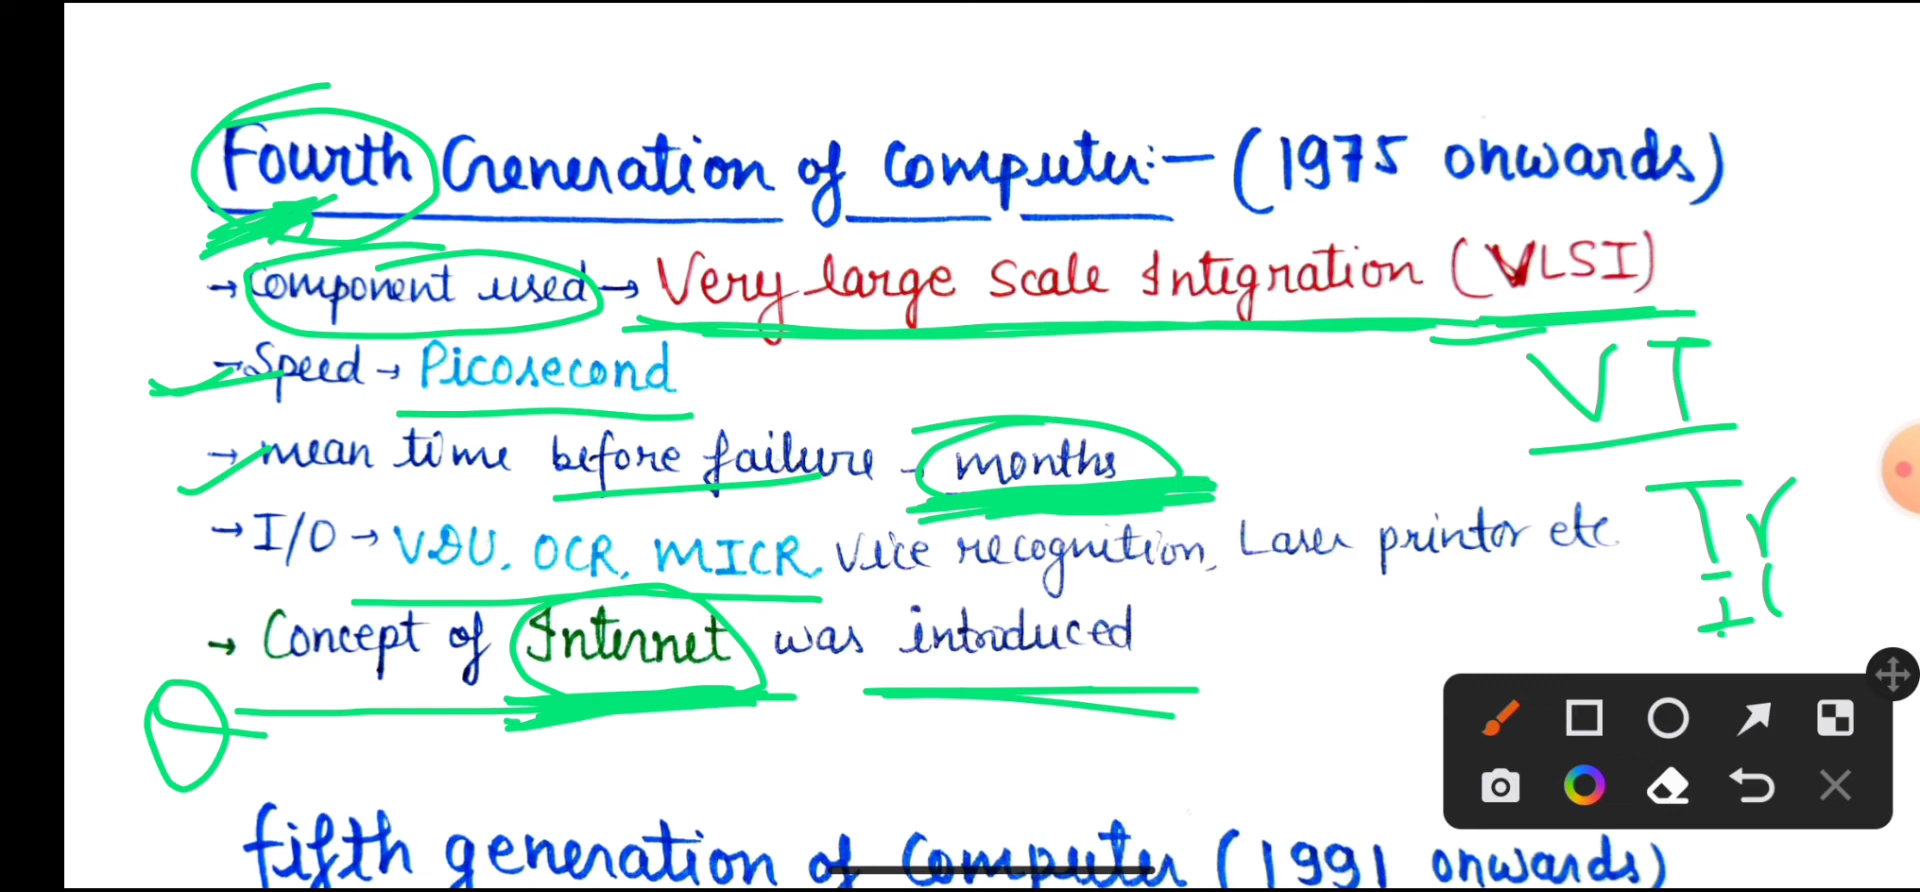 Fourth Generation of Computer:- (1975 onwards)
→ Component used → Very large Scale Integration (VLSI)
→ Speed → Picosecond
→ mean time before failure - months
→ I/O → VDU, OCR, MICR, Vice recognition, Laser printer etc
→ Concept of Internet was introduced
fifth generation of Computer (1991 onwards)